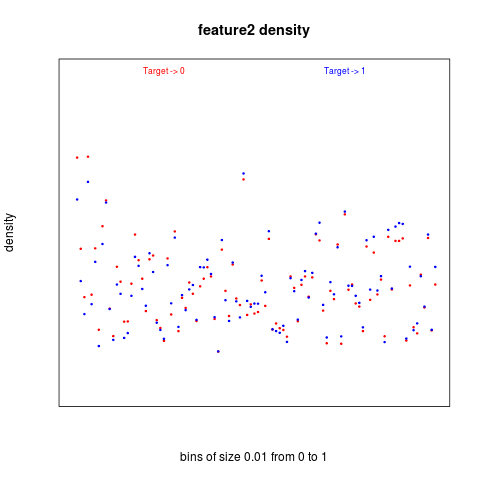 feature2 density
Target -> 0
Target -> 1
density
bins of size 0.01 from 0 to 1